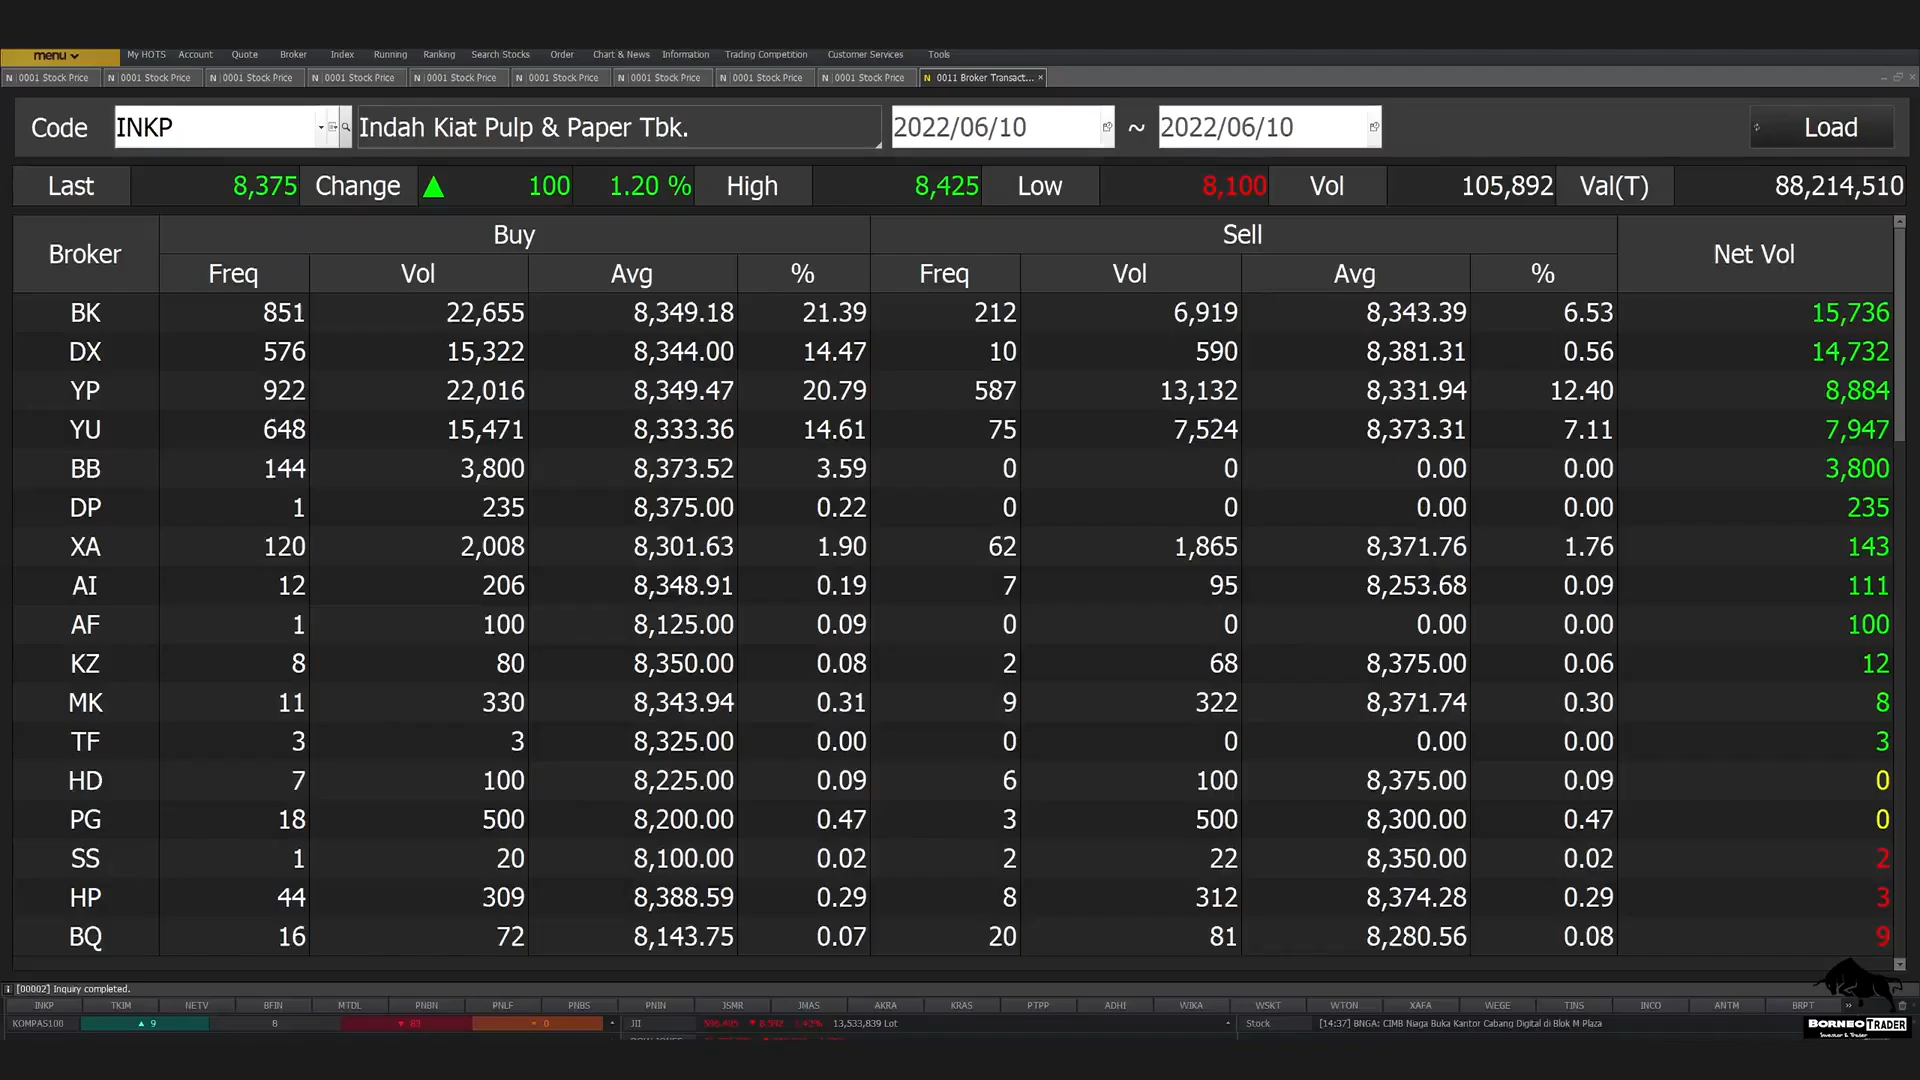 menu My HOTS Account Quote Broker Index Running Ranking Search Stocks Order Chart & News Information Trading Competition Customer Services Tools
N 0001 Stock Price N 0001 Stock Price N 0001 Stock Price N 0001 Stock Price N 0001 Stock Price N 0001 Stock Price N 0001 Stock Price N 0001 Stock Price N 0001 Stock Price N 0011 Broker Transact... ×
Code INKP Indah Kiat Pulp & Paper Tbk. 2022/06/10 ~ 2022/06/10 Load
Last 8,375 Change ▲ 100 1.20 % High 8,425 Low 8,100 Vol 105,892 Val(T) 88,214,510
Broker Buy Sell Net Vol
Freq Vol Avg % Freq Vol Avg %
BK 851 22,655 8,349.18 21.39 212 6,919 8,343.39 6.53 15,736
DX 576 15,322 8,344.00 14.47 10 590 8,381.31 0.56 14,732
YP 922 22,016 8,349.47 20.79 587 13,132 8,331.94 12.40 8,884
YU 648 15,471 8,333.36 14.61 75 7,524 8,373.31 7.11 7,947
BB 144 3,800 8,373.52 3.59 0 0 0.00 0.00 3,800
DP 1 235 8,375.00 0.22 0 0 0.00 0.00 235
XA 120 2,008 8,301.63 1.90 62 1,865 8,371.76 1.76 143
AI 12 206 8,348.91 0.19 7 95 8,253.68 0.09 111
AF 1 100 8,125.00 0.09 0 0 0.00 0.00 100
KZ 8 80 8,350.00 0.08 2 68 8,375.00 0.06 12
MK 11 330 8,343.94 0.31 9 322 8,371.74 0.30 8
TF 3 3 8,325.00 0.00 0 0 0.00 0.00 3
HD 7 100 8,225.00 0.09 6 100 8,375.00 0.09 0
PG 18 500 8,200.00 0.47 3 500 8,300.00 0.47 0
SS 1 20 8,100.00 0.02 2 22 8,350.00 0.02 2
HP 44 309 8,388.59 0.29 8 312 8,374.28 0.29 3
BQ 16 72 8,143.75 0.07 20 81 8,280.56 0.08 9
[00002] Inquiry completed.
INKP TKIM NETV BFIN MTDL PNBN PNLF PNBS PNIN JSMR JMAS AKRA KRAS PTPP ADHI WIKA WSKT WTON XAFA WEGE TINS INCO ANTM BRPT »
KOMPAS100 ▲ 9 8 ▼ 83 0 JII 13,533,839 Lot Stock [14:37] BNGA: CIMB Niaga Buka Kantor Cabang Digital di Blok M Plaza
BORNEO TRADER
Investor & Trader